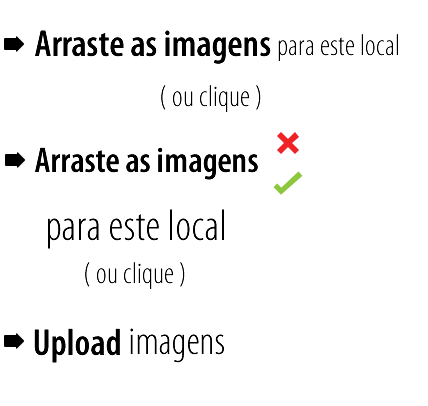 Arraste as imagens para este local
( ou clique )
Arraste as imagens
para este local
( ou clique )
Upload imagens